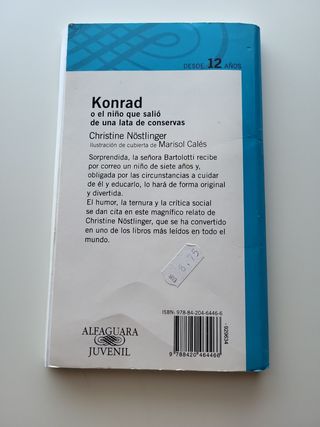 DESDE 12 AÑOS
Konrad
o el niño que salió
de una lata de conservas
Christine Nöstlinger
Ilustración de cubierta de Marisol Calés
Sorprendida, la señora Bartolotti recibe
por correo un niño de siete años y,
obligada por las circunstancias a cuidar
de él y educarlo, lo hará de forma original
y divertida.
El humor, la ternura y la crítica social
se dan cita en este magnífico relato de
Christine Nöstlinger, que se ha convertido
en uno de los libros más leídos en todo el
mundo.
8,75
ALFAGUARA
JUVENIL
ISBN: 978-84-204-6446-6
9 788420 464466